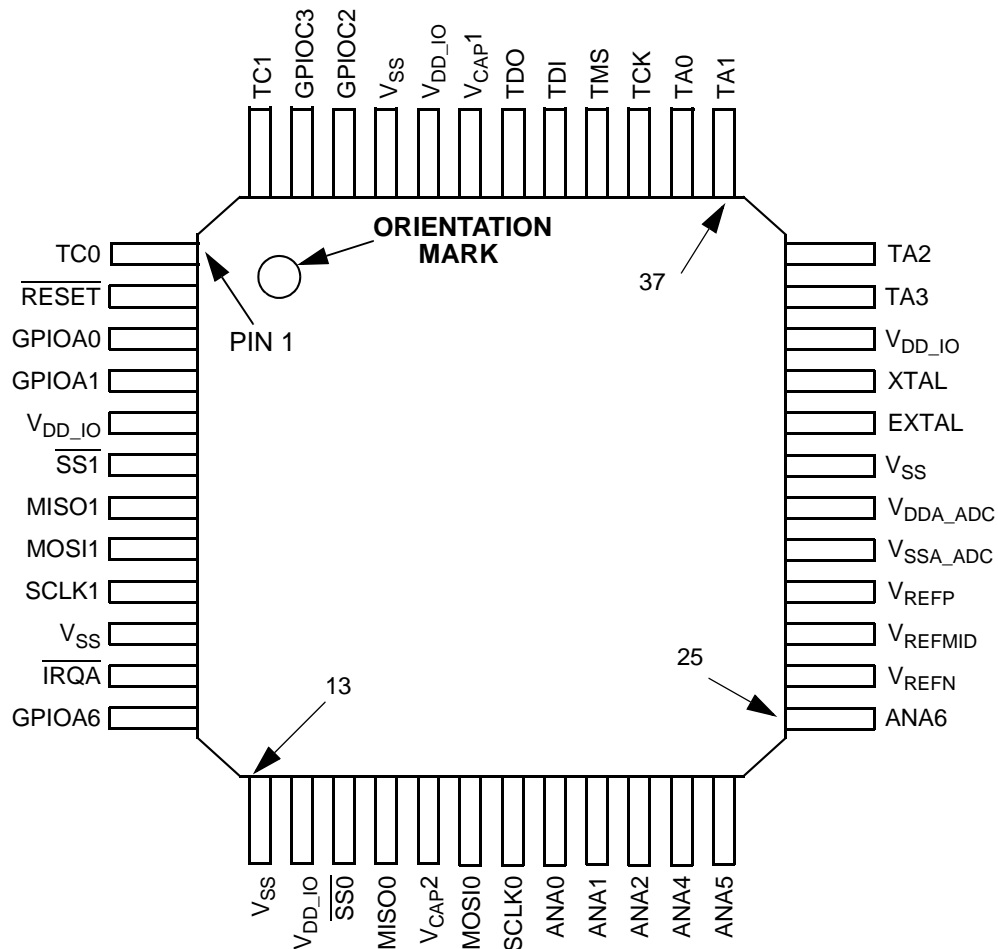 TC1
GPIOC3
GPIOC2
VSS
VDD_IO
VCAP1
TDO
TDI
TMS
TCK
TA0
TA1
ORIENTATION
MARK
37
PIN 1
TC0
RESET
GPIOA0
GPIOA1
VDD_IO
SS1
MISO1
MOSI1
SCLK1
VSS
IRQA
GPIOA6
TA2
TA3
VDD_IO
XTAL
EXTAL
VSS
VDDA_ADC
VSSA_ADC
VREFP
VREFMID
VREFN
ANA6
13
25
VSS
VDD_IO
SS0
MISO0
VCAP2
MOSI0
SCLK0
ANA0
ANA1
ANA2
ANA4
ANA5